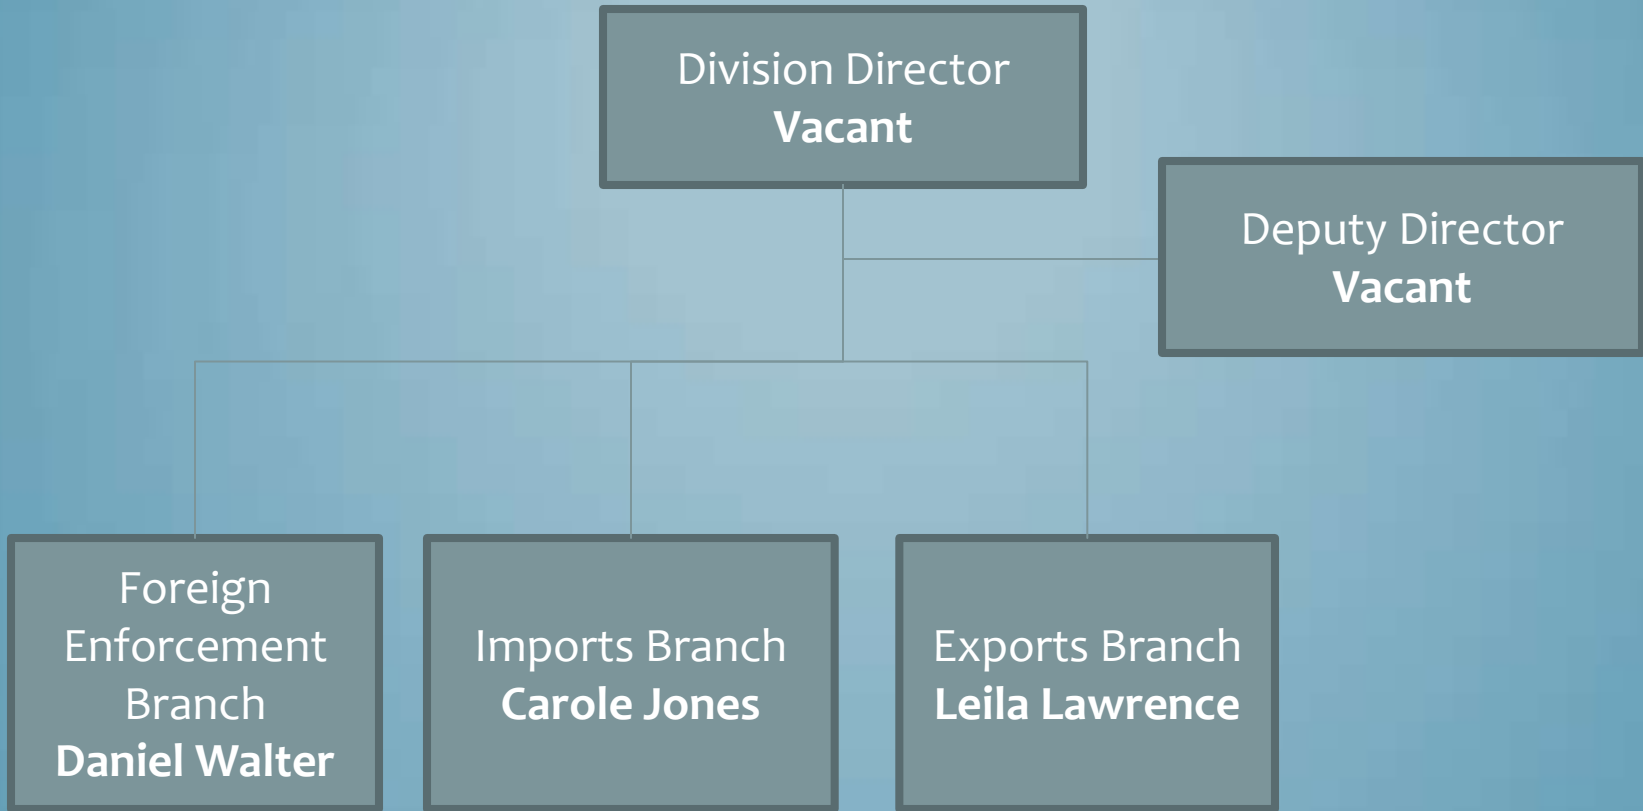 Division Director
Vacant
Deputy Director
Vacant
Foreign
Enforcement
Branch
Daniel Walter
Imports Branch
Carole Jones
Exports Branch
Leila Lawrence